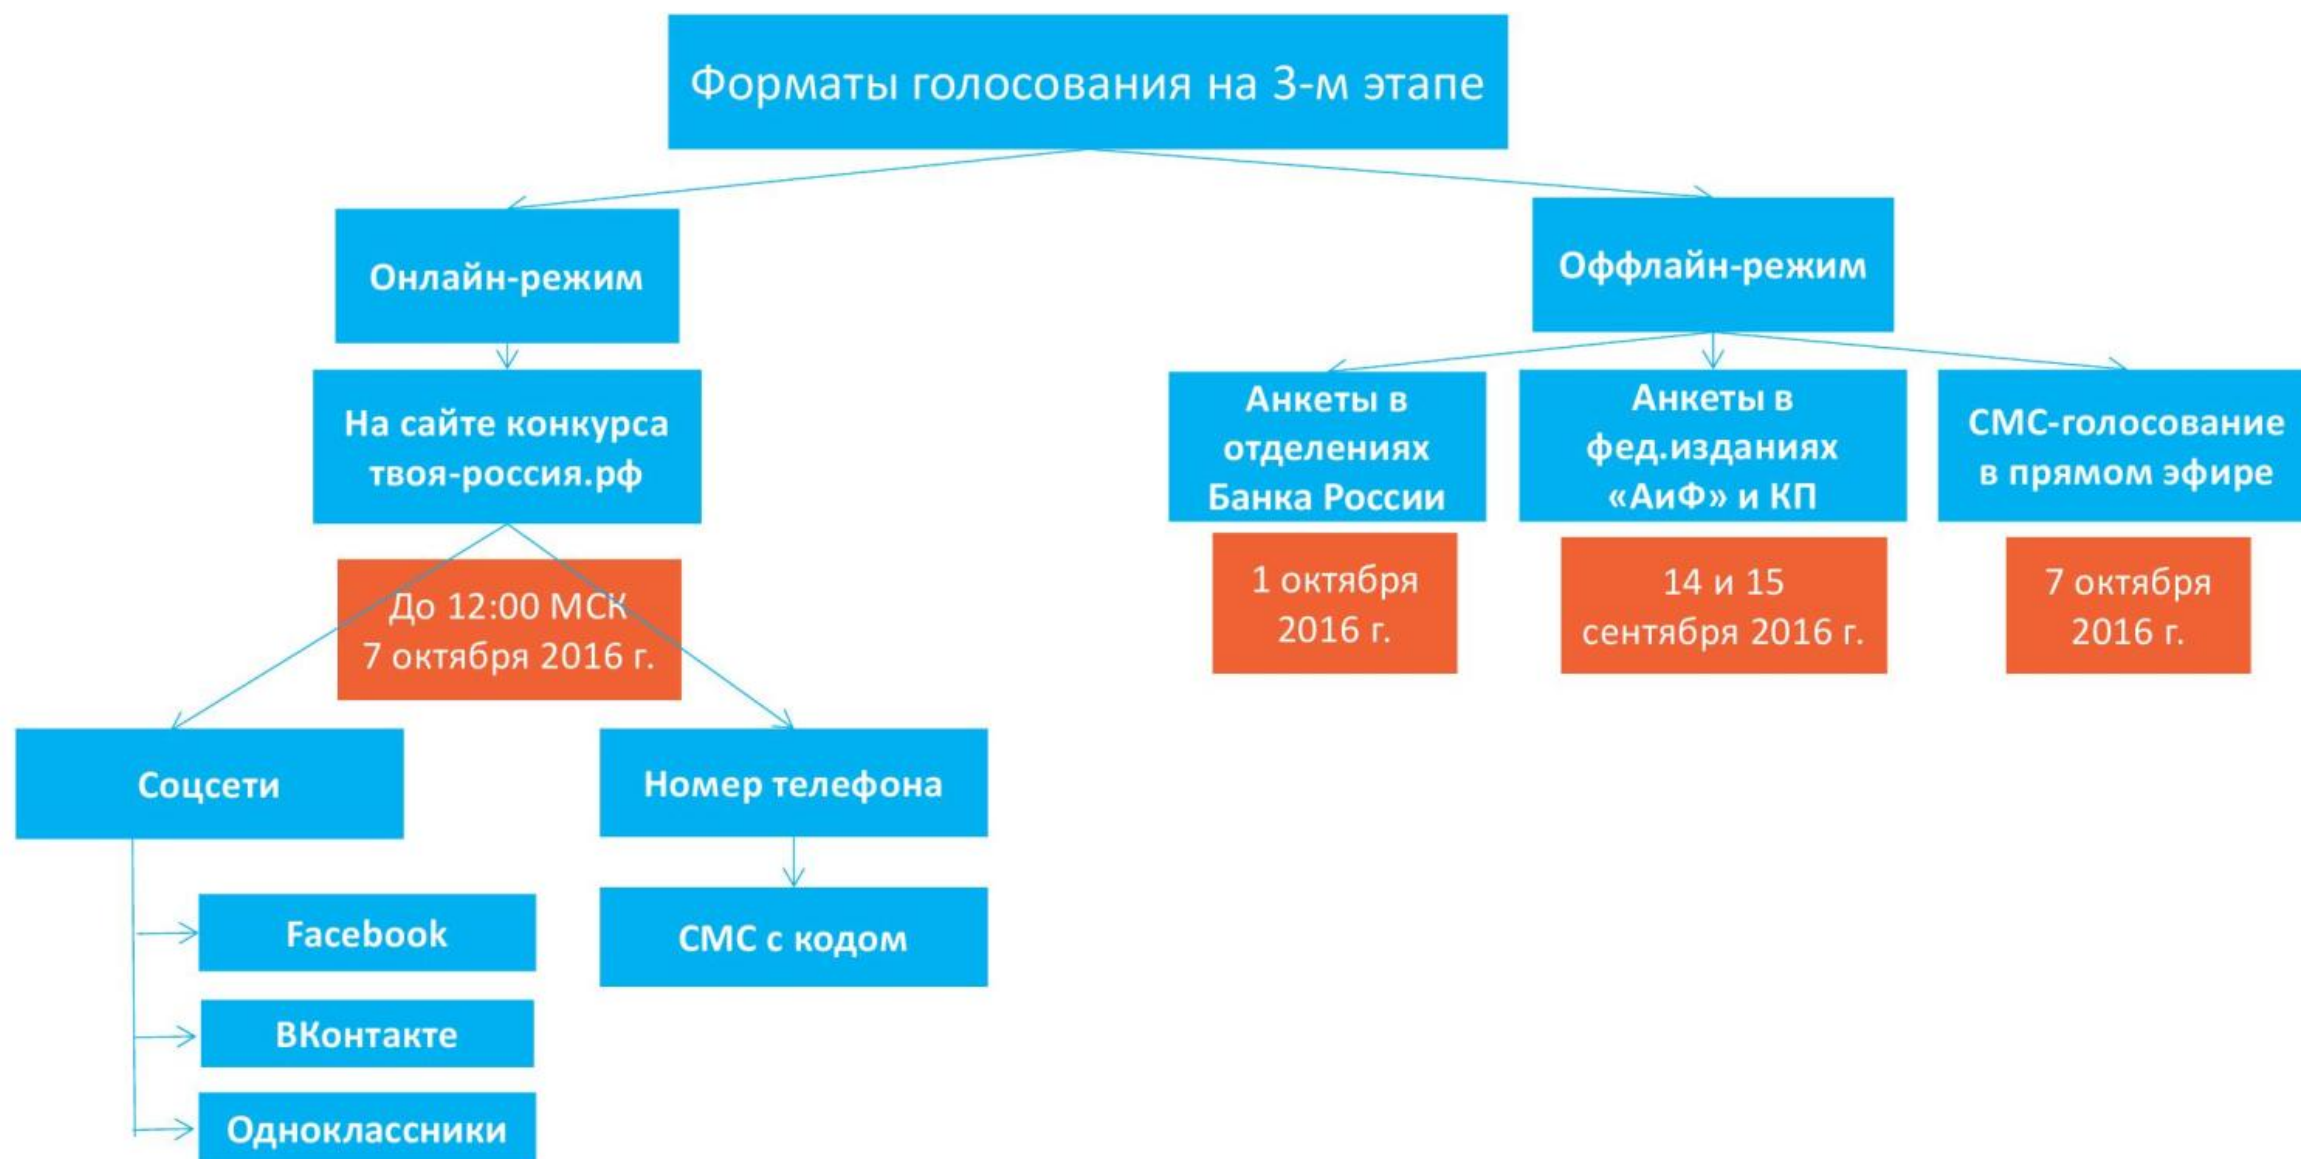 Форматы голосования на 3-м этапе
Онлайн-режим
Оффлайн-режим
На сайте конкурса
твоя-россия.рф
Анкеты в
отделениях
Банка России
Анкеты в
фед.изданиях
«АиФ» и КП
СМС-голосование
в прямом эфире
До 12:00 МСК
7 октября 2016 г.
1 октября
2016 г.
14 и 15
сентября 2016 г.
7 октября
2016 г.
Соцсети
Номер телефона
Facebook
ВКонтакте
Одноклассники
СМС с кодом